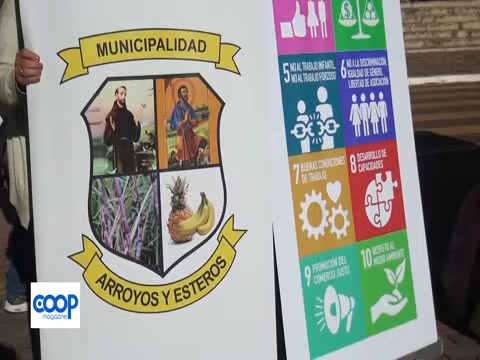 MUNICIPALIDAD
ARROYOS Y ESTEROS
5 NO AL TRABAJO INFANTIL,
NO AL TRABAJO FORZOSO
6 NO A LA DISCRIMINACIÓN,
IGUALDAD DE GÉNERO,
LIBERTAD DE ASOCIACIÓN
7 BUENAS CONDICIONES
DE TRABAJO
8 DESARROLLO DE
CAPACIDADES
9 PROMOCIÓN DEL
COMERCIO JUSTO
10 RESPETO AL
MEDIO AMBIENTE
COOP
magazine